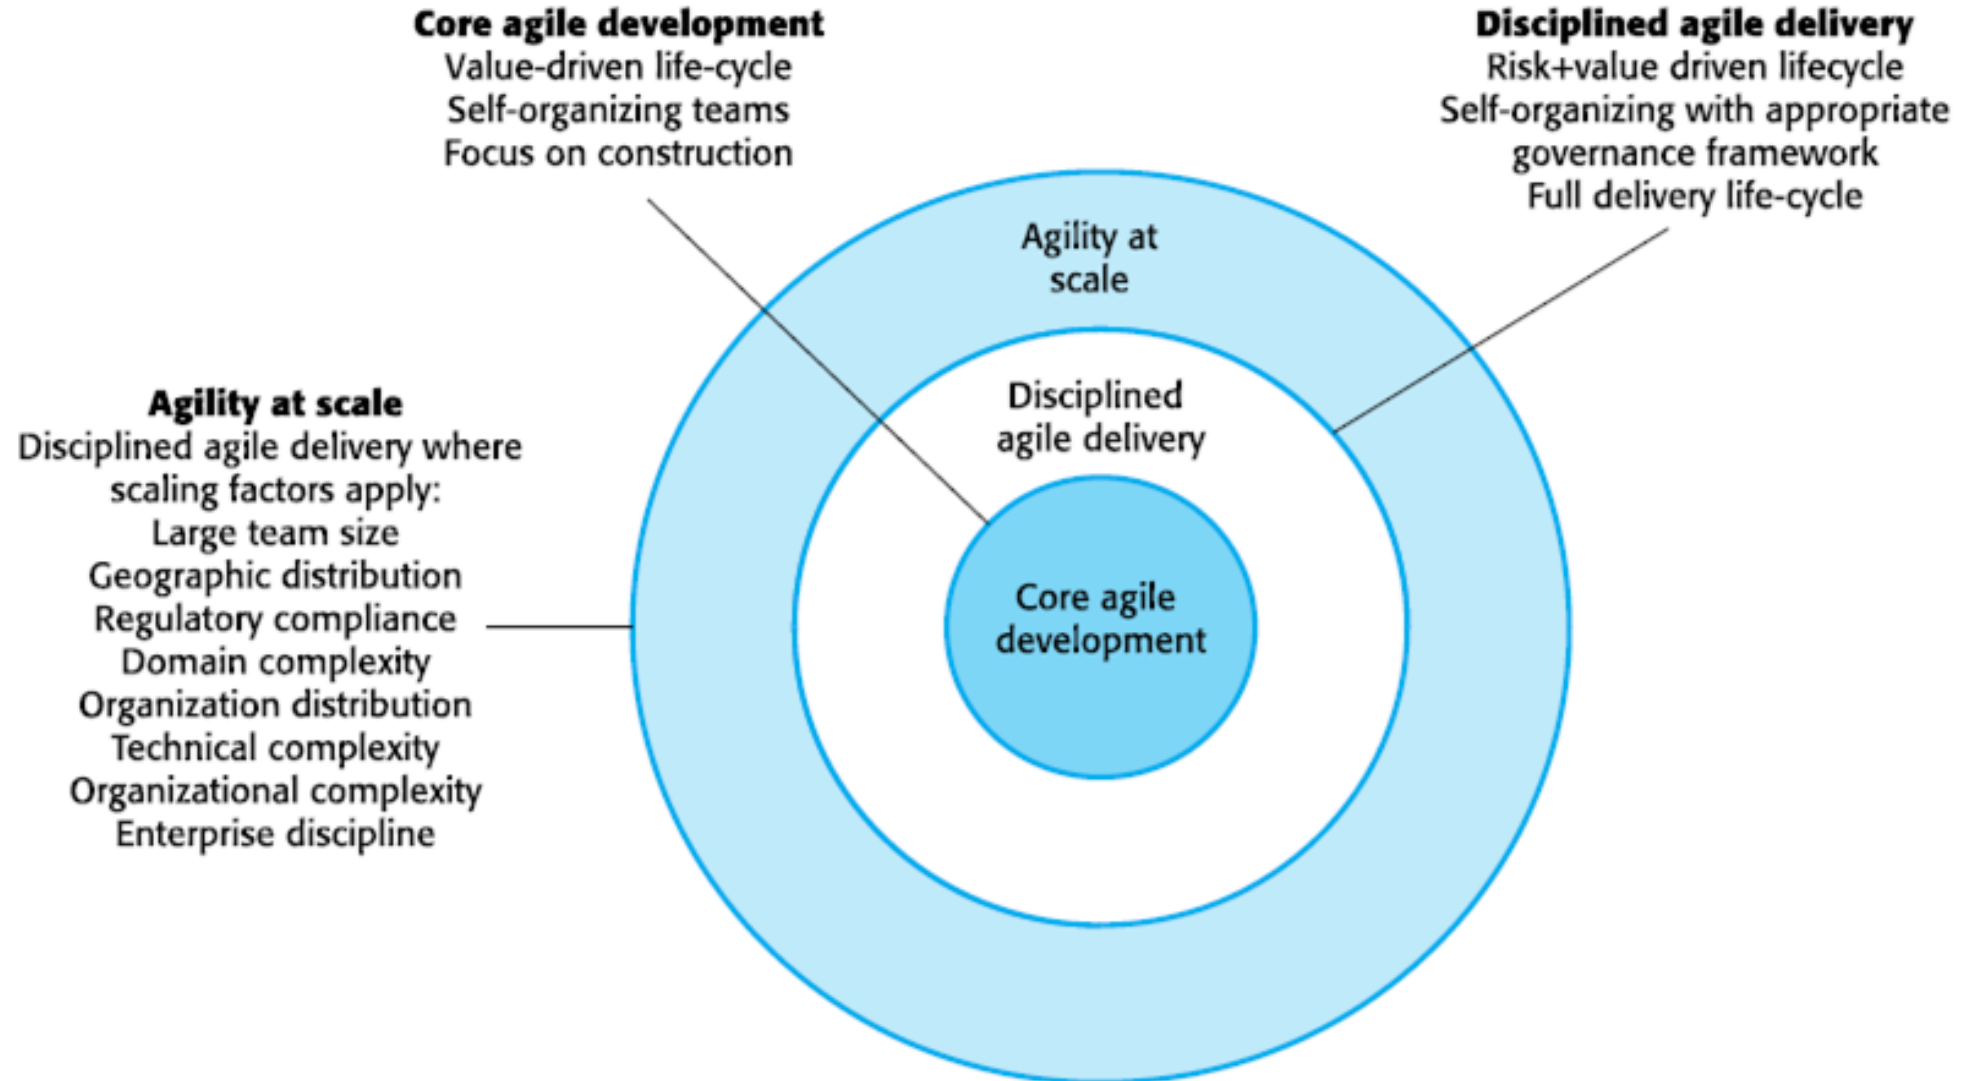 Core agile development
Value-driven life-cycle
Self-organizing teams
Focus on construction
Disciplined agile delivery
Risk+value driven lifecycle
Self-organizing with appropriate
governance framework
Full delivery life-cycle
Agility at
scale
Disciplined
agile delivery
Core agile
development
Agility at scale
Disciplined agile delivery where
scaling factors apply:
Large team size
Geographic distribution
Regulatory compliance
Domain complexity
Organization distribution
Technical complexity
Organizational complexity
Enterprise discipline